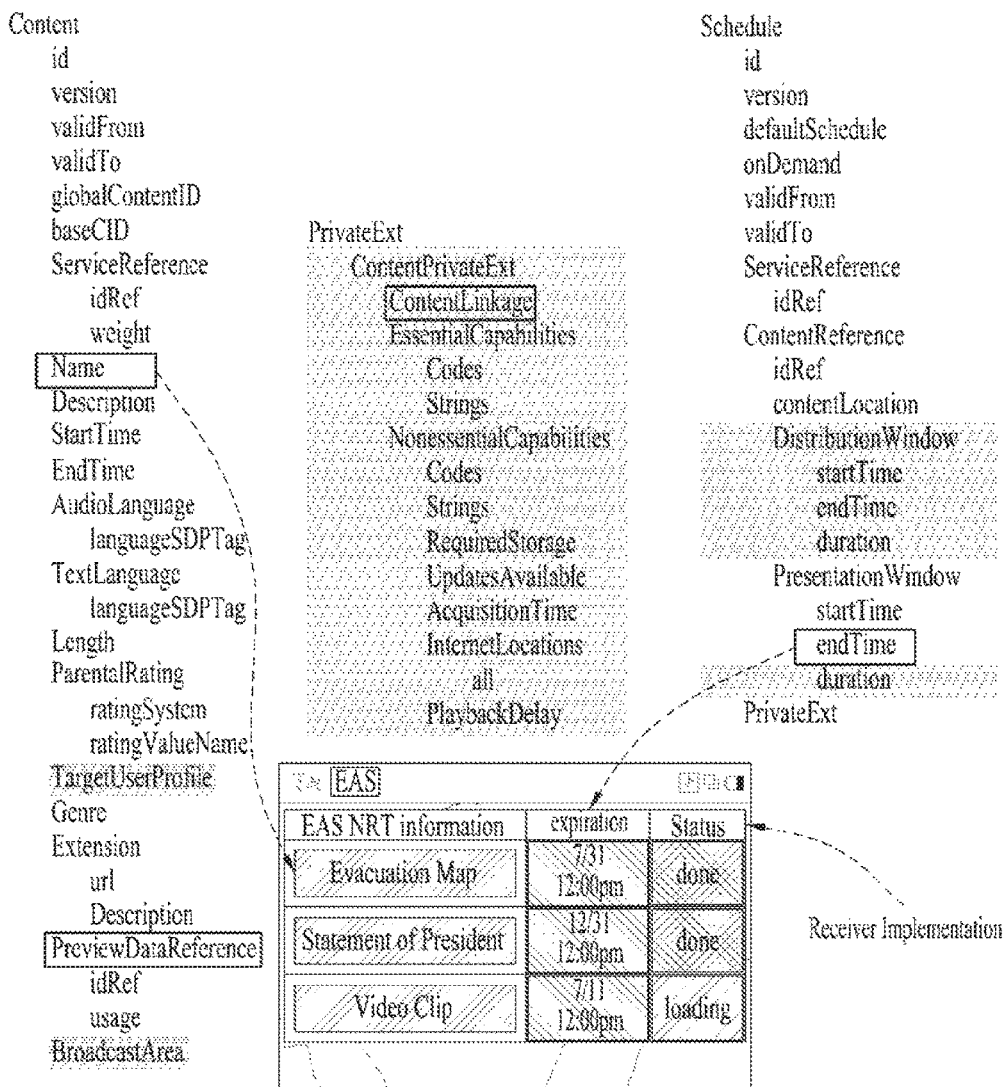 Content
id
version
validFrom
validTo
globalContentID
baseCID
ServiceReference
idRef
weight
Name
Description
StartTime
EndTime
AudioLanguage
languageSDPTag
TextLanguage
languageSDPTag
Length
ParentalRating
ratingSystem
ratingValueName
TargetUserProfile
Genre
Extension
url
Description
PreviewDataReference
idRef
usage
BroadcastArea
PrivateExt
ContentPrivateExt
ContentLinkage
EssentialCapabilities
Codes
Strings
NonessentialCapabilities
Codes
Strings
RequiredStorage
UpdatesAvailable
AcquisitionTime
InternetLocations
all
PlaybackDelay
Schedule
id
version
defaultSchedule
onDemand
validFrom
validTo
ServiceReference
idRef
ContentReference
idRef
contentLocation
DistributionWindow
startTime
endTime
duration
PresentationWindow
startTime
endTime
duration
PrivateExt
EAS
EAS NRT information expiration Status
Evacuation Map 7/31 12:00pm done
Statement of President 12/31 12:00pm done
Video Clip 7/11 12:00pm loading
Receiver Implementation